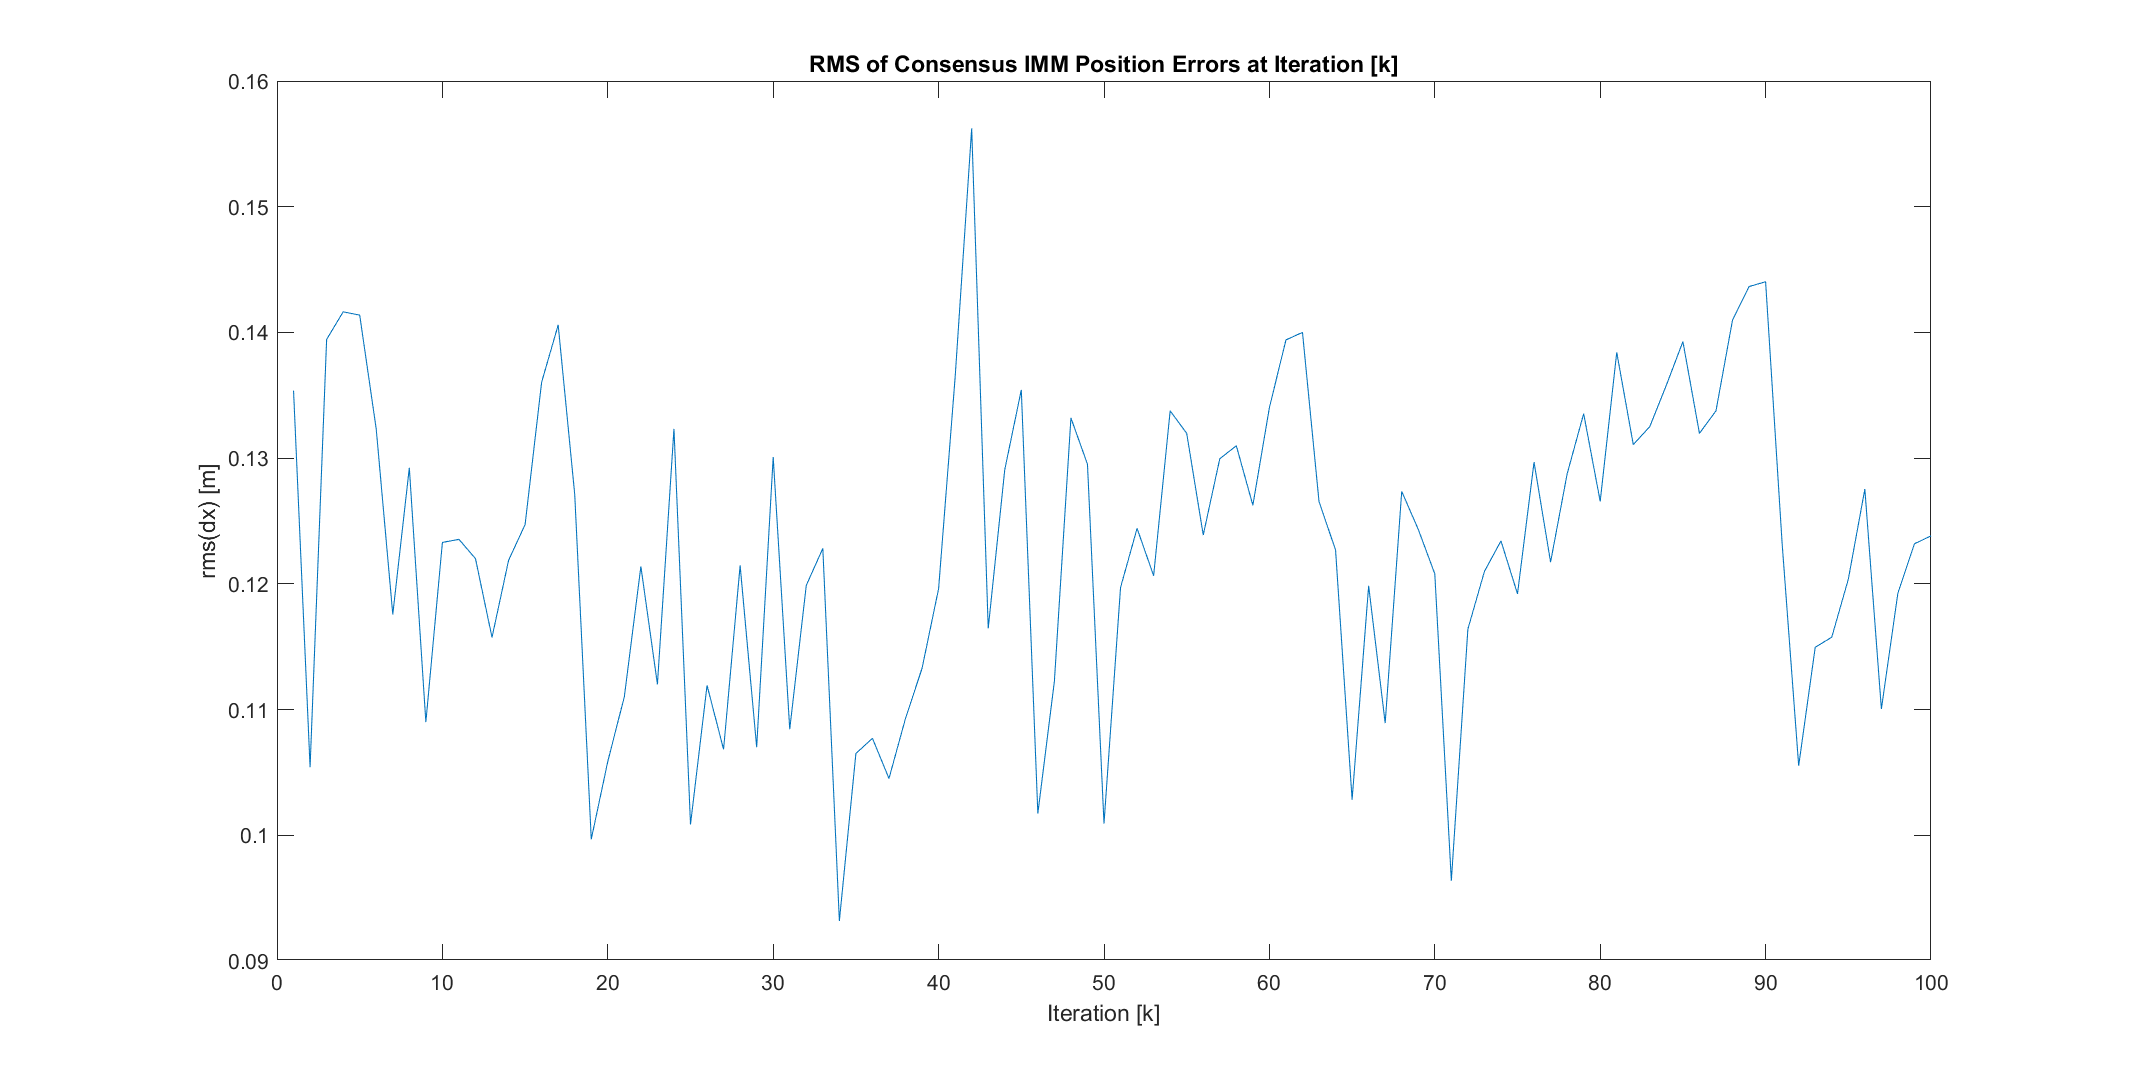 RMS of Consensus IMM Position Errors at Iteration [k]
0.16
0.15
0.14
0.13
0.12
0.11
0.1
0.09
rms(dx) [m]
0 10 20 30 40 50 60 70 80 90 100
Iteration [k]